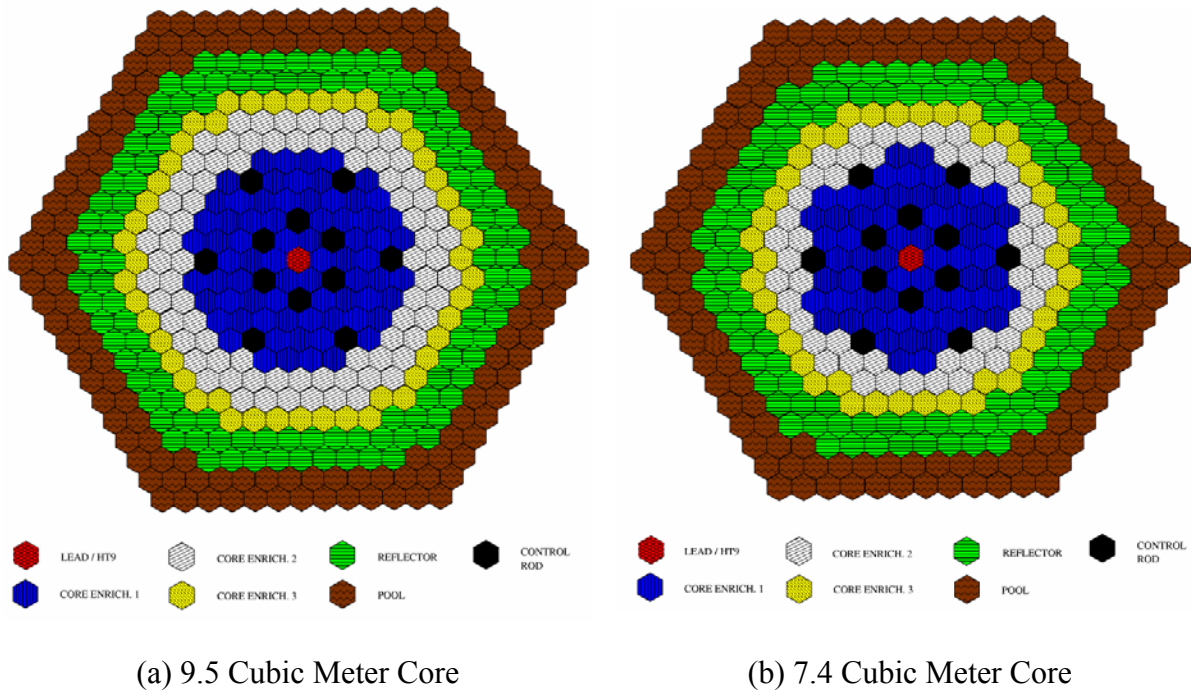 LEAD / HT9
CORE ENRICH. 2
REFLECTOR
CONTROL
ROD
CORE ENRICH. 1
CORE ENRICH. 3
POOL
LEAD / HT9
CORE ENRICH. 2
REFLECTOR
CONTROL
ROD
CORE ENRICH. 1
CORE ENRICH. 3
POOL
(a) 9.5 Cubic Meter Core
(b) 7.4 Cubic Meter Core